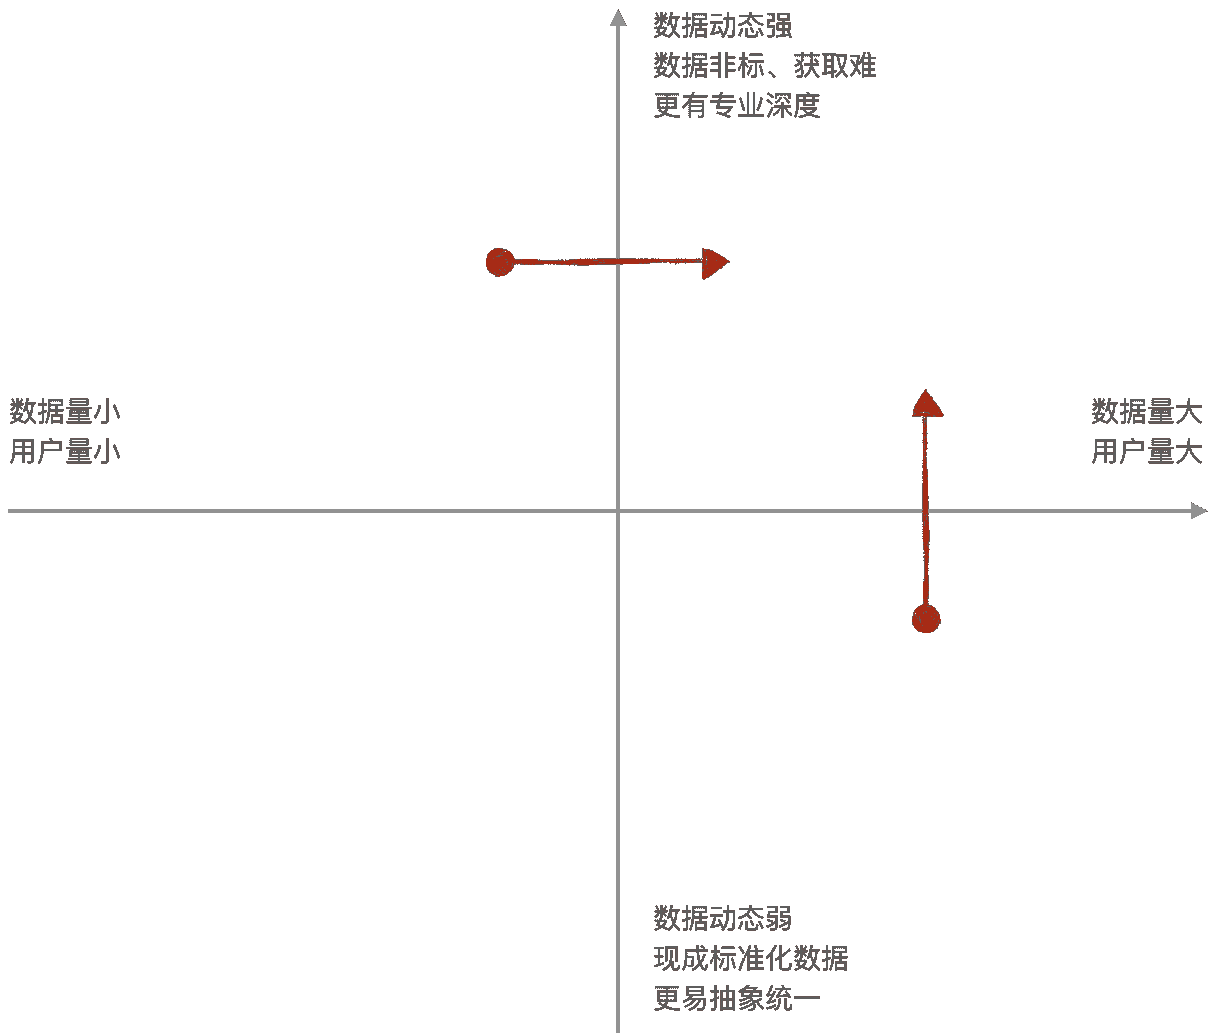 数据动态强
数据非标、获取难
更有专业深度
数据量小
用户量小
数据量大
用户量大
数据动态弱
现成标准化数据
更易抽象统一